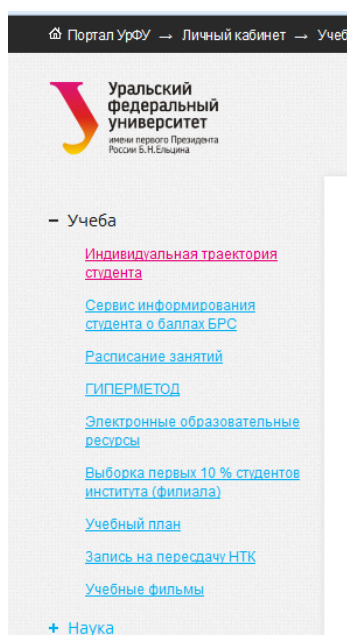 Портал УрФУ → Личный кабинет → Учеб
Уральский
федеральный
университет
имени первого Президента
России Б.Н.Ельцина
– Учеба
Индивидуальная траектория
студента
Сервис информирования
студента о баллах БРС
Расписание занятий
ГИПЕРМЕТОД
Электронные образовательные
ресурсы
Выборка первых 10 % студентов
института (филиала)
Учебный план
Запись на пересдачу НТК
Учебные фильмы
+ Наука